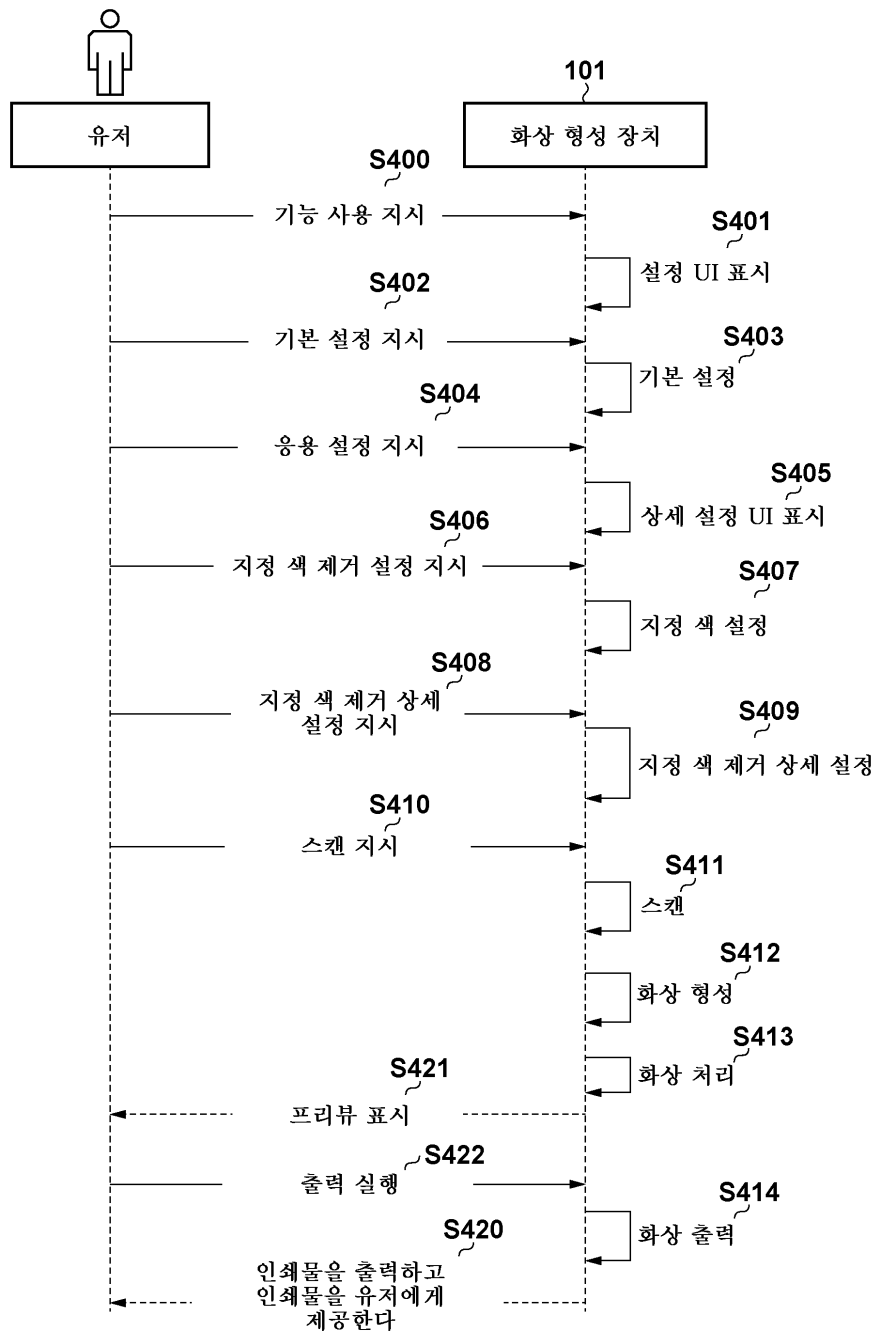 101
유저
화상 형성 장치
S400
기능 사용 지시
S401
설정 UI 표시
S402
기본 설정 지시
S403
기본 설정
S404
응용 설정 지시
S405
상세 설정 UI 표시
S406
지정 색 제거 설정 지시
S407
지정 색 설정
S408
지정 색 제거 상세
설정 지시
S409
지정 색 제거 상세 설정
S410
스캔 지시
S411
스캔
S412
화상 형성
S413
화상 처리
S421
프리뷰 표시
S422
출력 실행
S414
화상 출력
S420
인쇄물을 출력하고
인쇄물을 유저에게
제공한다